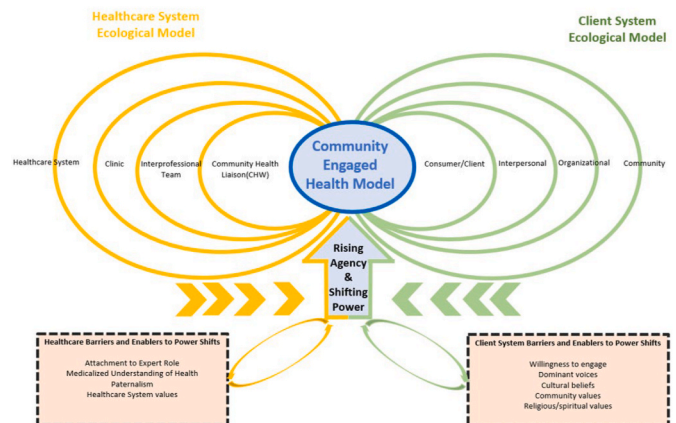 Healthcare System
Ecological Model
Client System
Ecological Model
Healthcare System
Clinic
Interprofessional
Team
Community Health
Liaison(CHW)
Community
Engaged
Health Model
Consumer/Client
Interpersonal
Organizational
Community
Rising
Agency
&
Shifting
Power
Healthcare Barriers and Enablers to Power Shifts
Attachment to Expert Role
Medicalized Understanding of Health
Paternalism
Healthcare System values
Client System Barriers and Enablers to Power Shifts
Willingness to engage
Dominant voices
Cultural beliefs
Community values
Religious/spiritual values